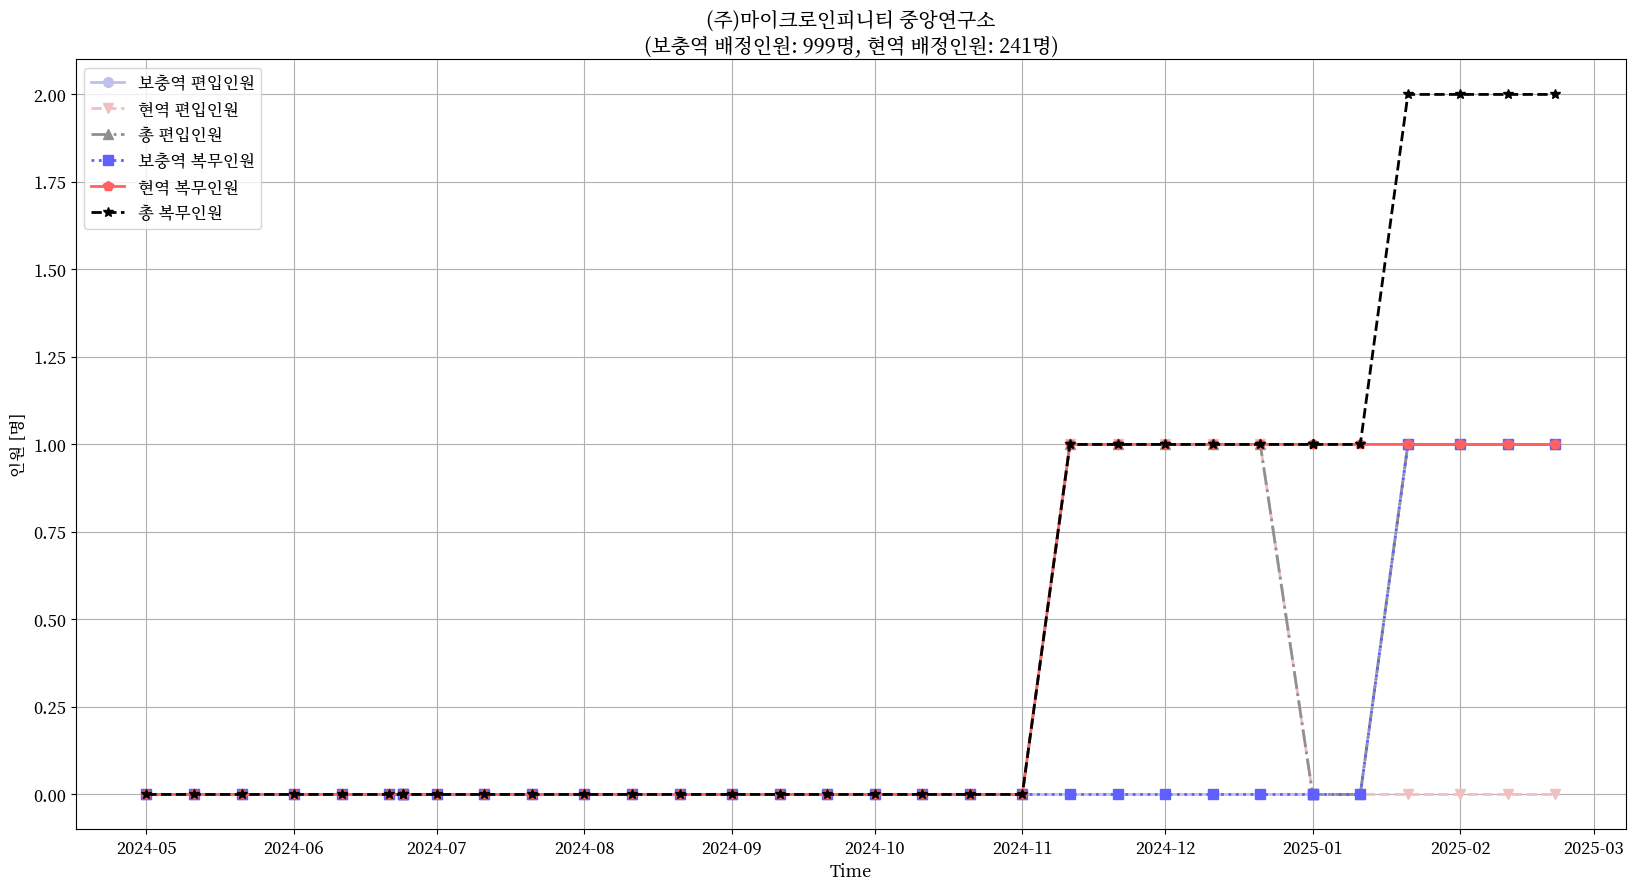 (주)마이크로인피니티 중앙연구소
(보충역 배정인원: 999명, 현역 배정인원: 241명)
보충역 편입인원
현역 편입인원
총 편입인원
보충역 복무인원
현역 복무인원
총 복무인원
2.00
1.75
1.50
1.25
1.00
0.75
0.50
0.25
0.00
인원 [명]
2024-05 2024-06 2024-07 2024-08 2024-09 2024-10 2024-11 2024-12 2025-01 2025-02 2025-03
Time